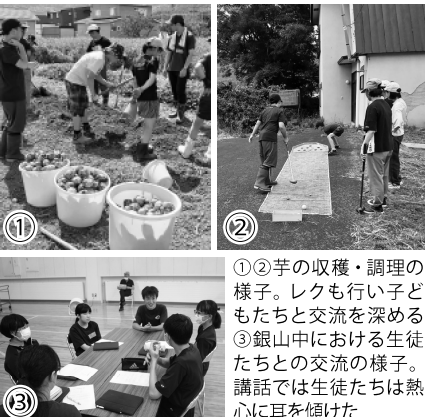 ①
②
③
①②芋の収穫・調理の
様子。レクも行い子ど
もたちと交流を深める
③銀山中における生徒
たちとの交流の様子。
講話では生徒たちは熱
心に耳を傾けた